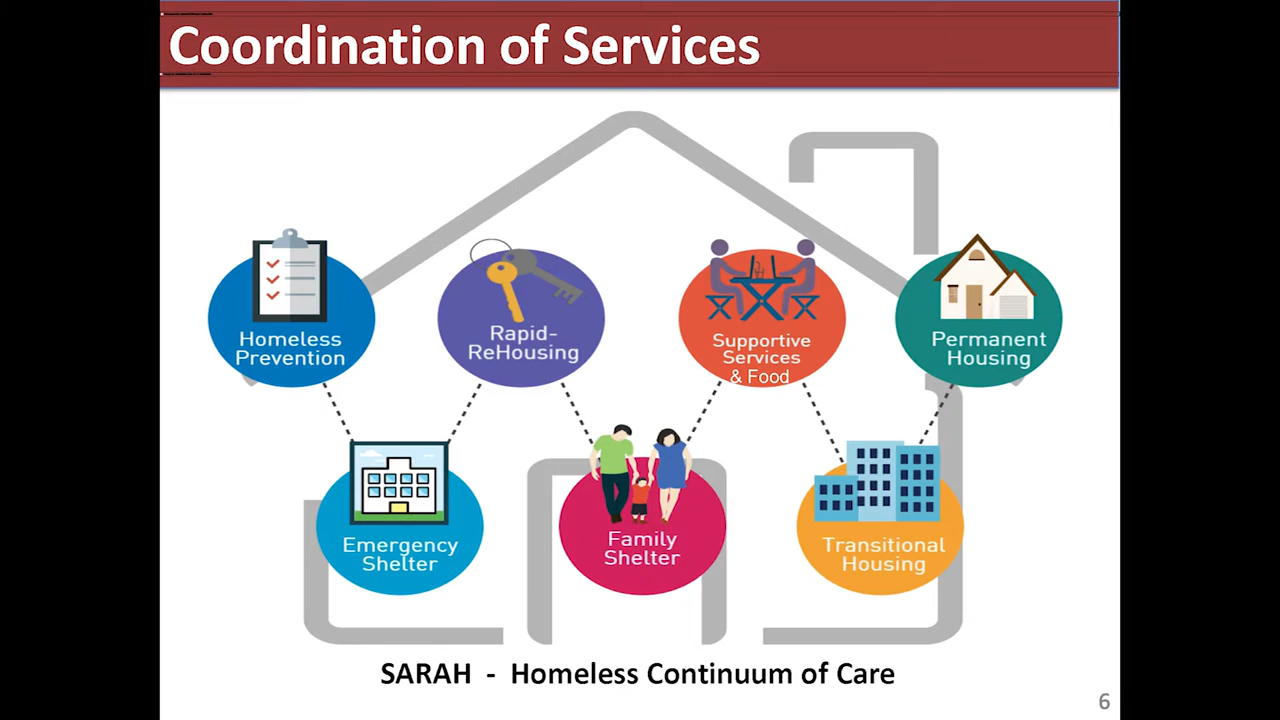 Coordination of Services
Homeless
Prevention
Rapid-
ReHousing
Supportive
Services
& Food
Permanent
Housing
Emergency
Shelter
Family
Shelter
Transitional
Housing
SARAH - Homeless Continuum of Care
6